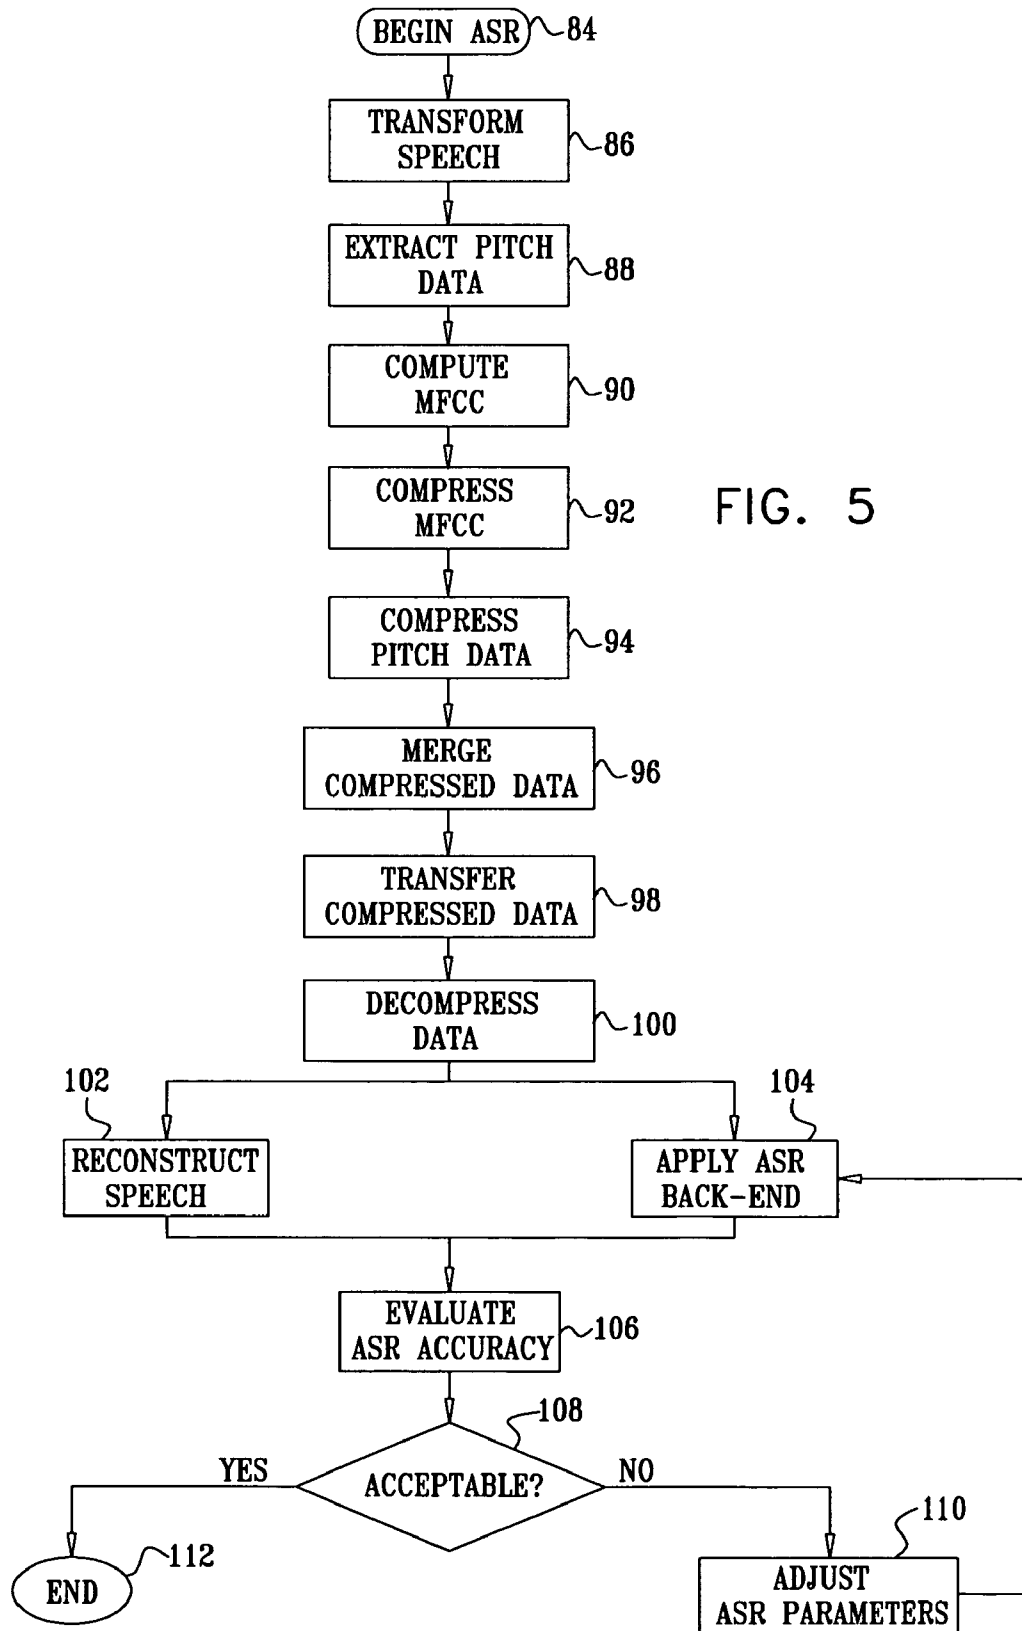 BEGIN ASR
84
TRANSFORM
SPEECH
86
EXTRACT PITCH
DATA
88
COMPUTE
MFCC
90
COMPRESS
MFCC
92
FIG. 5
COMPRESS
PITCH DATA
94
MERGE
COMPRESSED DATA
96
TRANSFER
COMPRESSED DATA
98
DECOMPRESS
DATA
100
102
104
RECONSTRUCT
SPEECH
APPLY ASR
BACK-END
EVALUATE
ASR ACCURACY
106
108
YES
ACCEPTABLE?
NO
110
112
END
ADJUST
ASR PARAMETERS